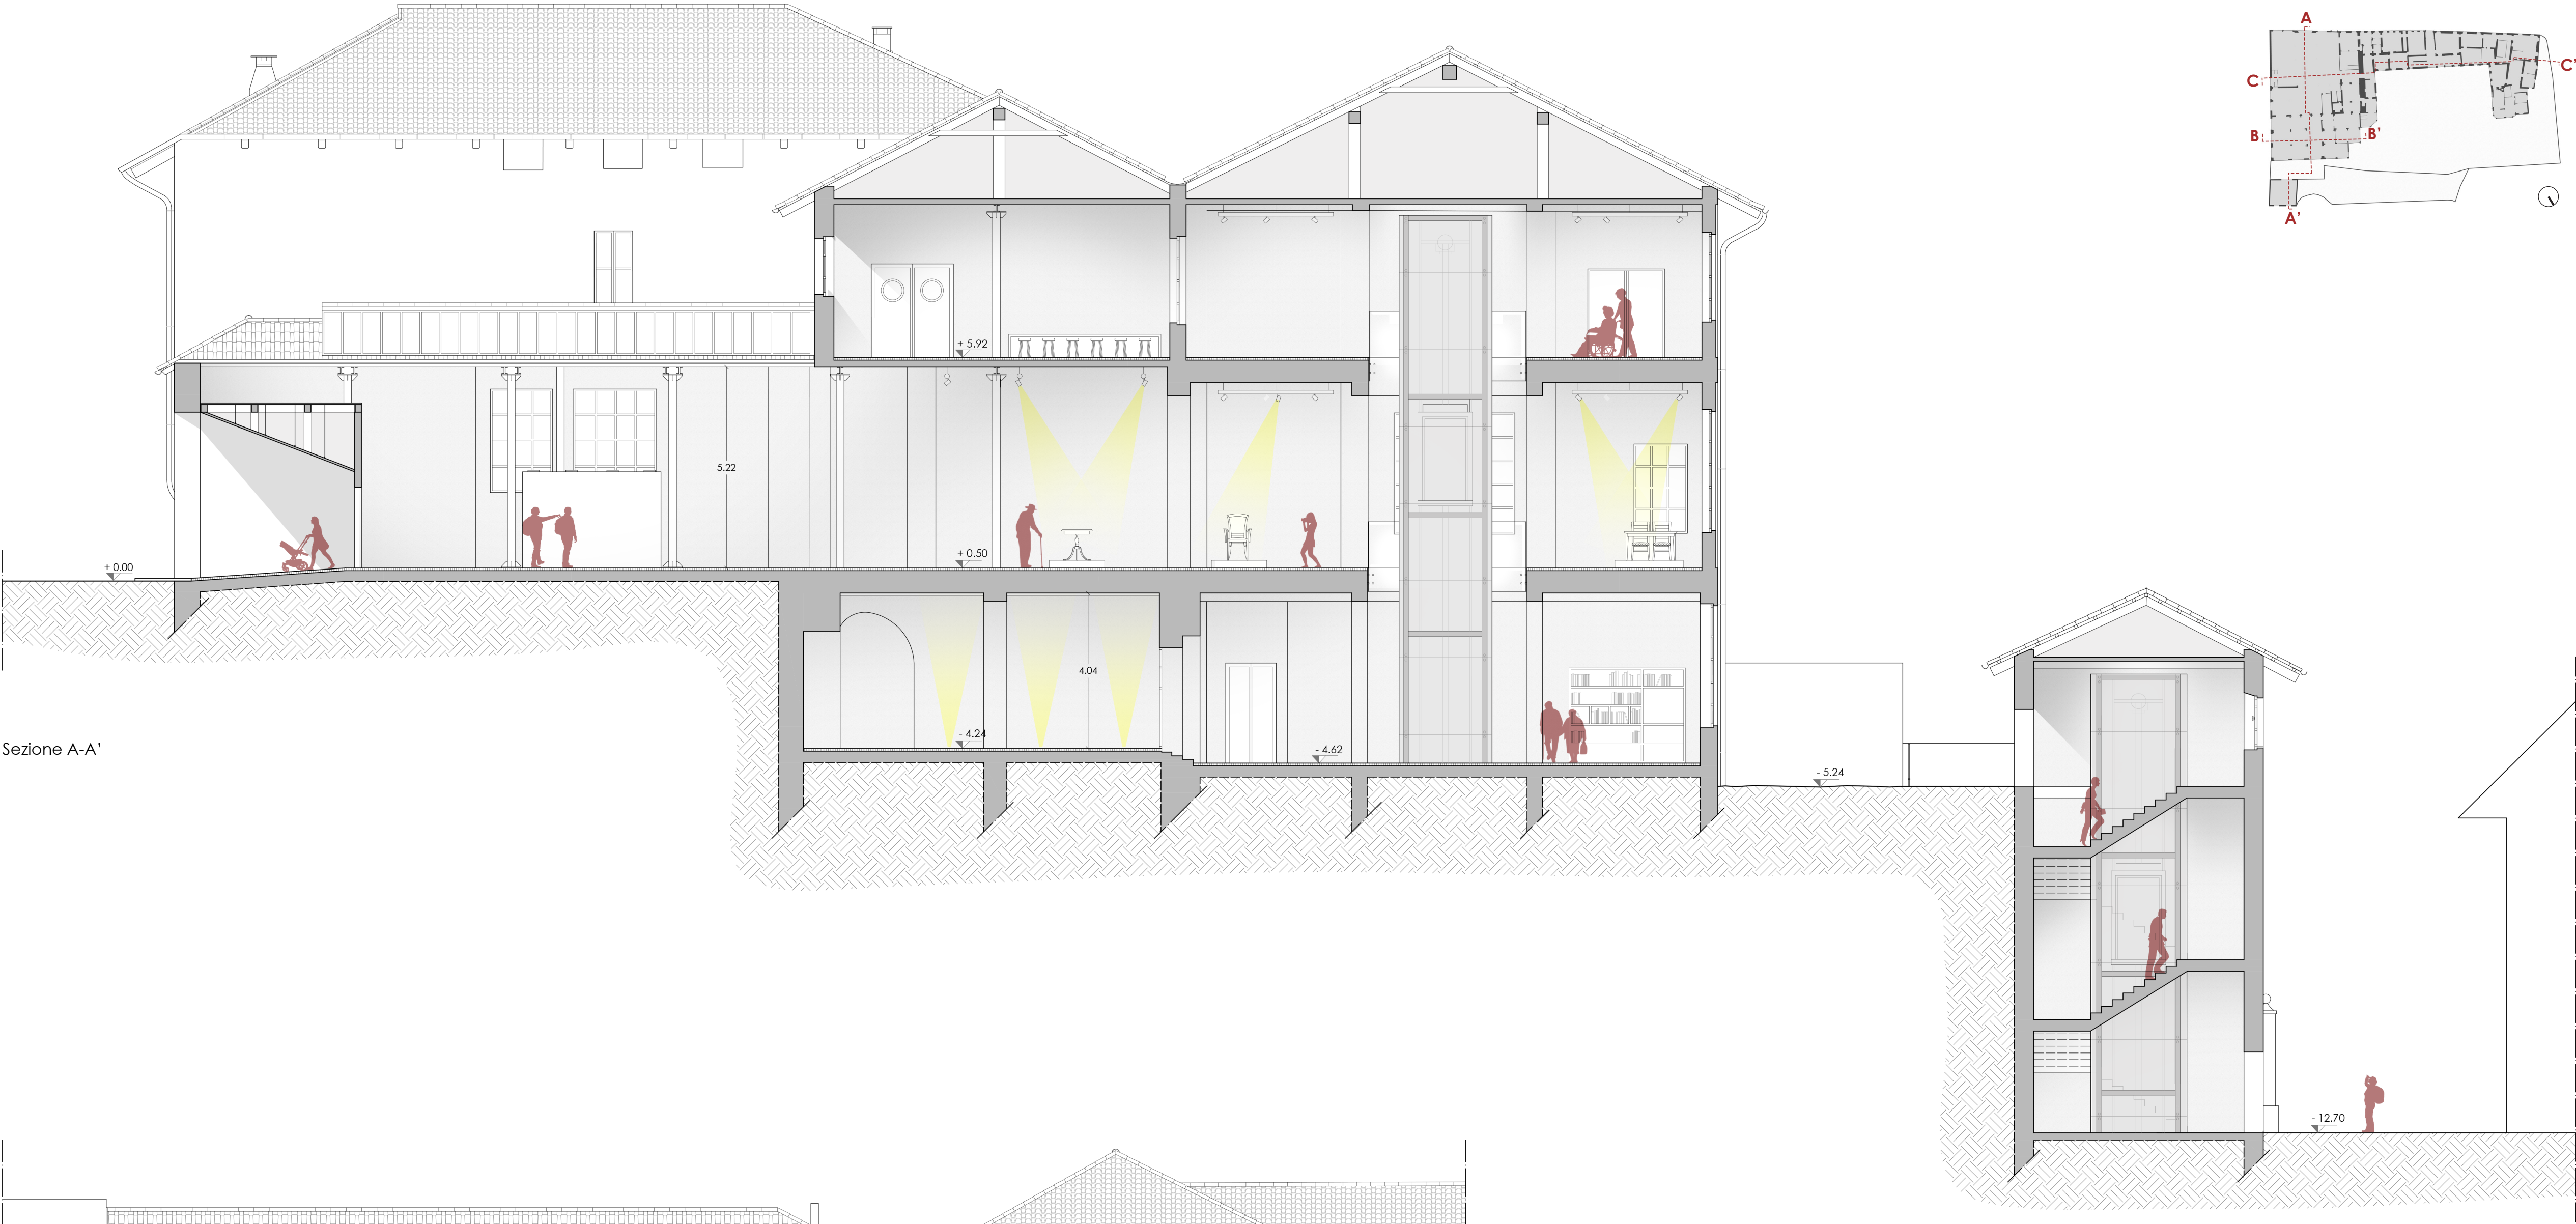 A
C
C'
B
B'
A'
+ 5.92
5.22
+ 0.50
+ 0.00
4.04
- 4.24
- 4.62
- 5.24
Sezione A-A'
- 12.70